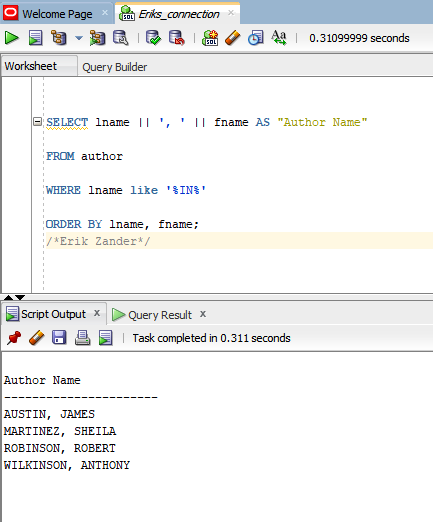 Welcome Page Eriks_connection
0.31099999 seconds
Worksheet Query Builder
SELECT lname || ', ' || fname AS "Author Name"
FROM author
WHERE lname like '%IN%'
ORDER BY lname, fname;
/*Erik Zander*/
Script Output x Query Result x
Task completed in 0.311 seconds
Author Name
----------------------
AUSTIN, JAMES
MARTINEZ, SHEILA
ROBINSON, ROBERT
WILKINSON, ANTHONY